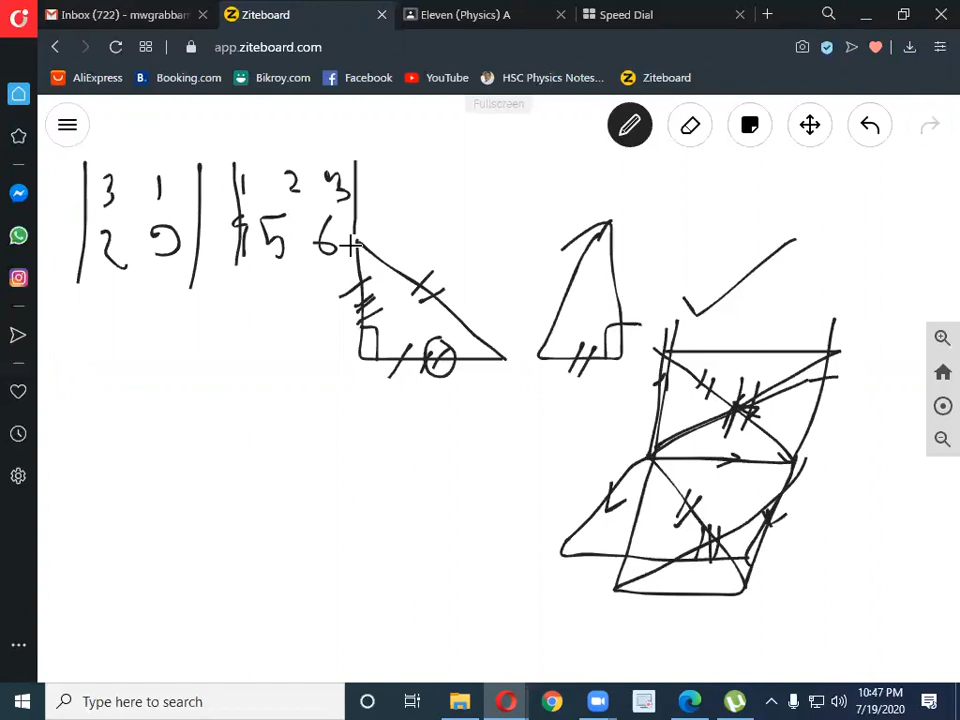 Inbox (722) - mwgrabbam
Ziteboard
Eleven (Physics) A
Speed Dial
app.ziteboard.com
AliExpress
B. Booking.com
Bikroy.com
Facebook
YouTube
HSC Physics Notes...
Ziteboard
Fullscreen
3 1
1 2 3
2
5 6
Type here to search
10:47 PM
7/19/2020